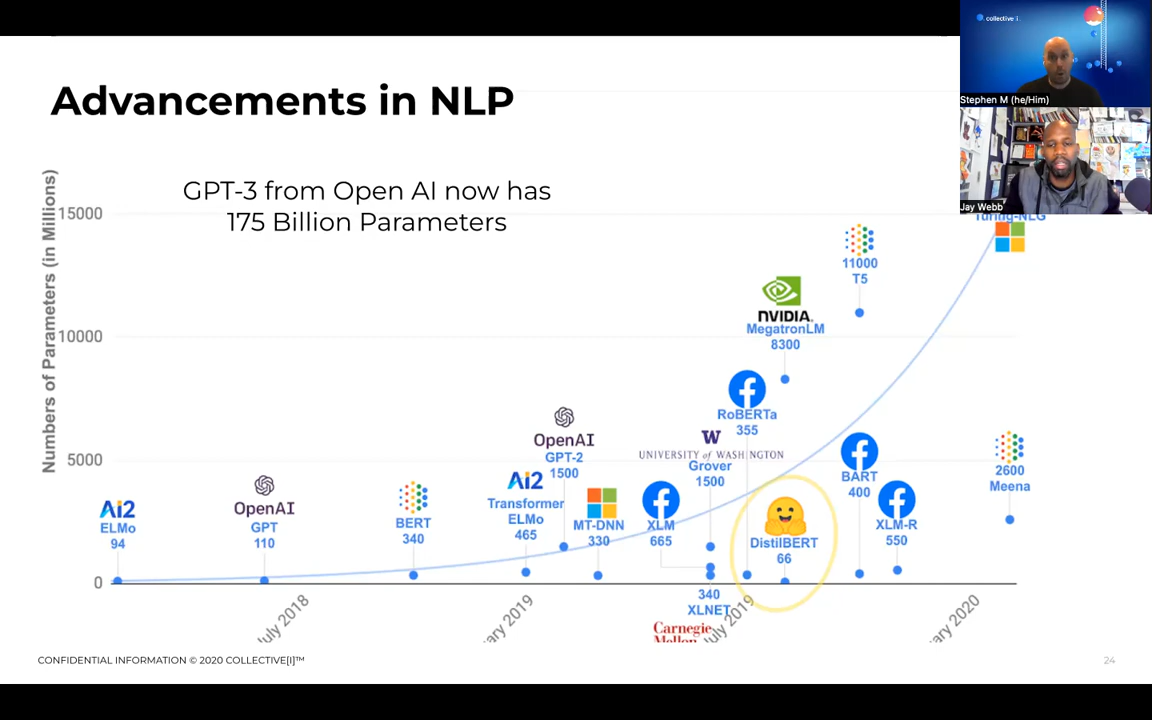 collective i
Stephen M (he/Him)
Jay Webb
Advancements in NLP
GPT-3 from Open AI now has
175 Billion Parameters
Numbers of Parameters (in Millions)
15000
10000
5000
0
Ai2
ELMo
94
OpenAI
GPT
110
BERT
340
Ai2
Transformer
ELMo
465
OpenAI
GPT-2
1500
MT-DNN
330
XLM
665
W
UNIVERSITY of WASHINGTON
Grover
1500
340
XLNET
Carnegie
Mellon
RoBERTa
355
NVIDIA.
MegatronLM
8300
DistilBERT
66
11000
T5
BART
400
XLM-R
550
Turing-NLG
2600
Meena
uly 2018
ary 2019
uly 2019
ary 2020
CONFIDENTIAL INFORMATION © 2020 COLLECTIVE[I]™
24